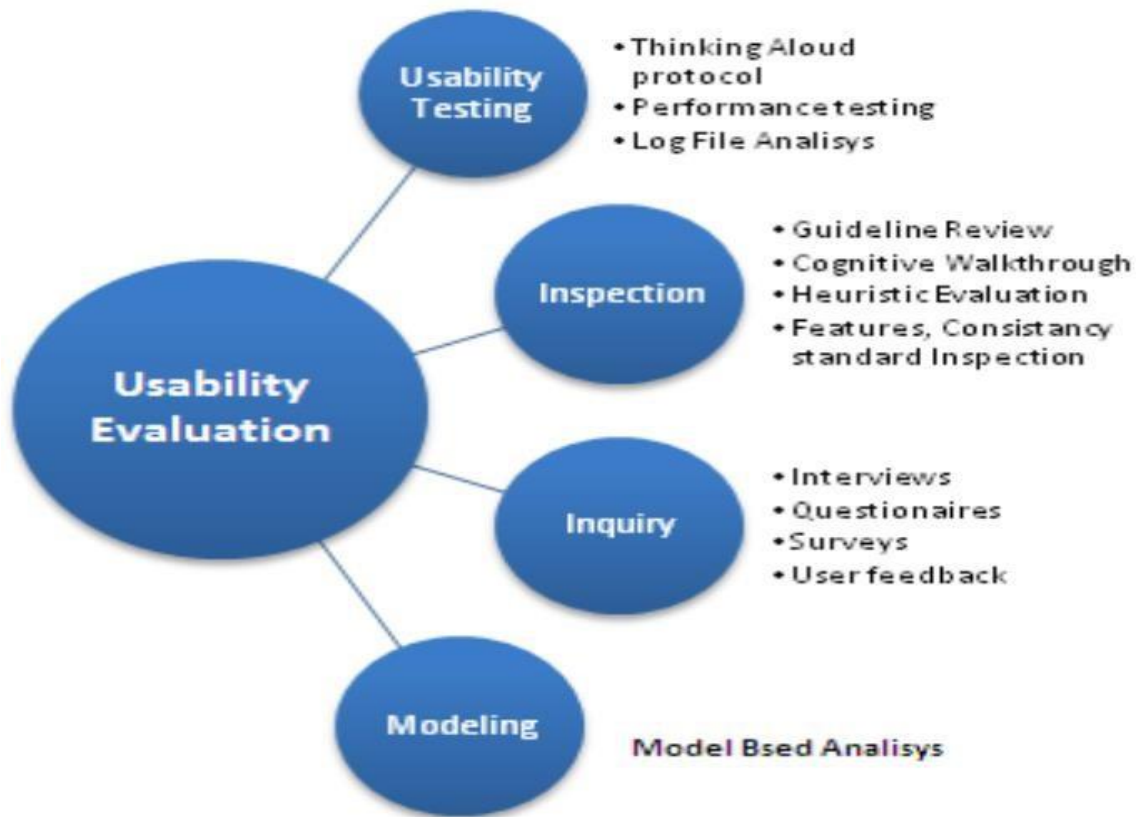 Usability
Testing
• Thinking Aloud
protocol
• Performance testing
• Log File Analisys
Inspection
• Guideline Review
• Cognitive Walkthrough
• Heuristic Evaluation
• Features, Consistancy
standard Inspection
Usability
Evaluation
Inquiry
• Interviews
• Questionaires
• Surveys
• User feedback
Modeling
Model Bsed Analisys